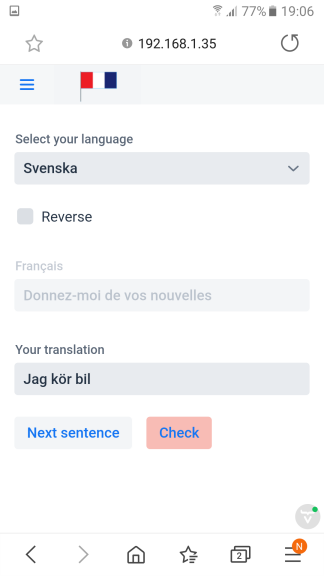 77% 19:06
192.168.1.35
Select your language
Svenska
Reverse
Français
Donnez-moi de vos nouvelles
Your translation
Jag kör bil
Next sentence Check
2 N